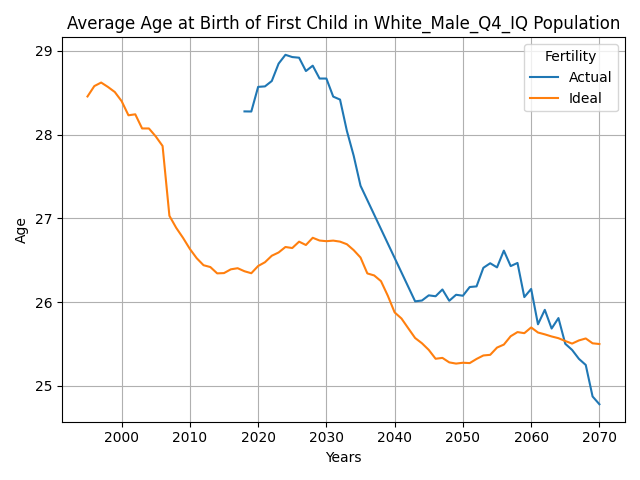 Average Age at Birth of First Child in White_Male_Q4_IQ Population
Fertility
Actual
Ideal
Age
29
28
27
26
25
2000
2010
2020
2030
2040
2050
2060
2070
Years